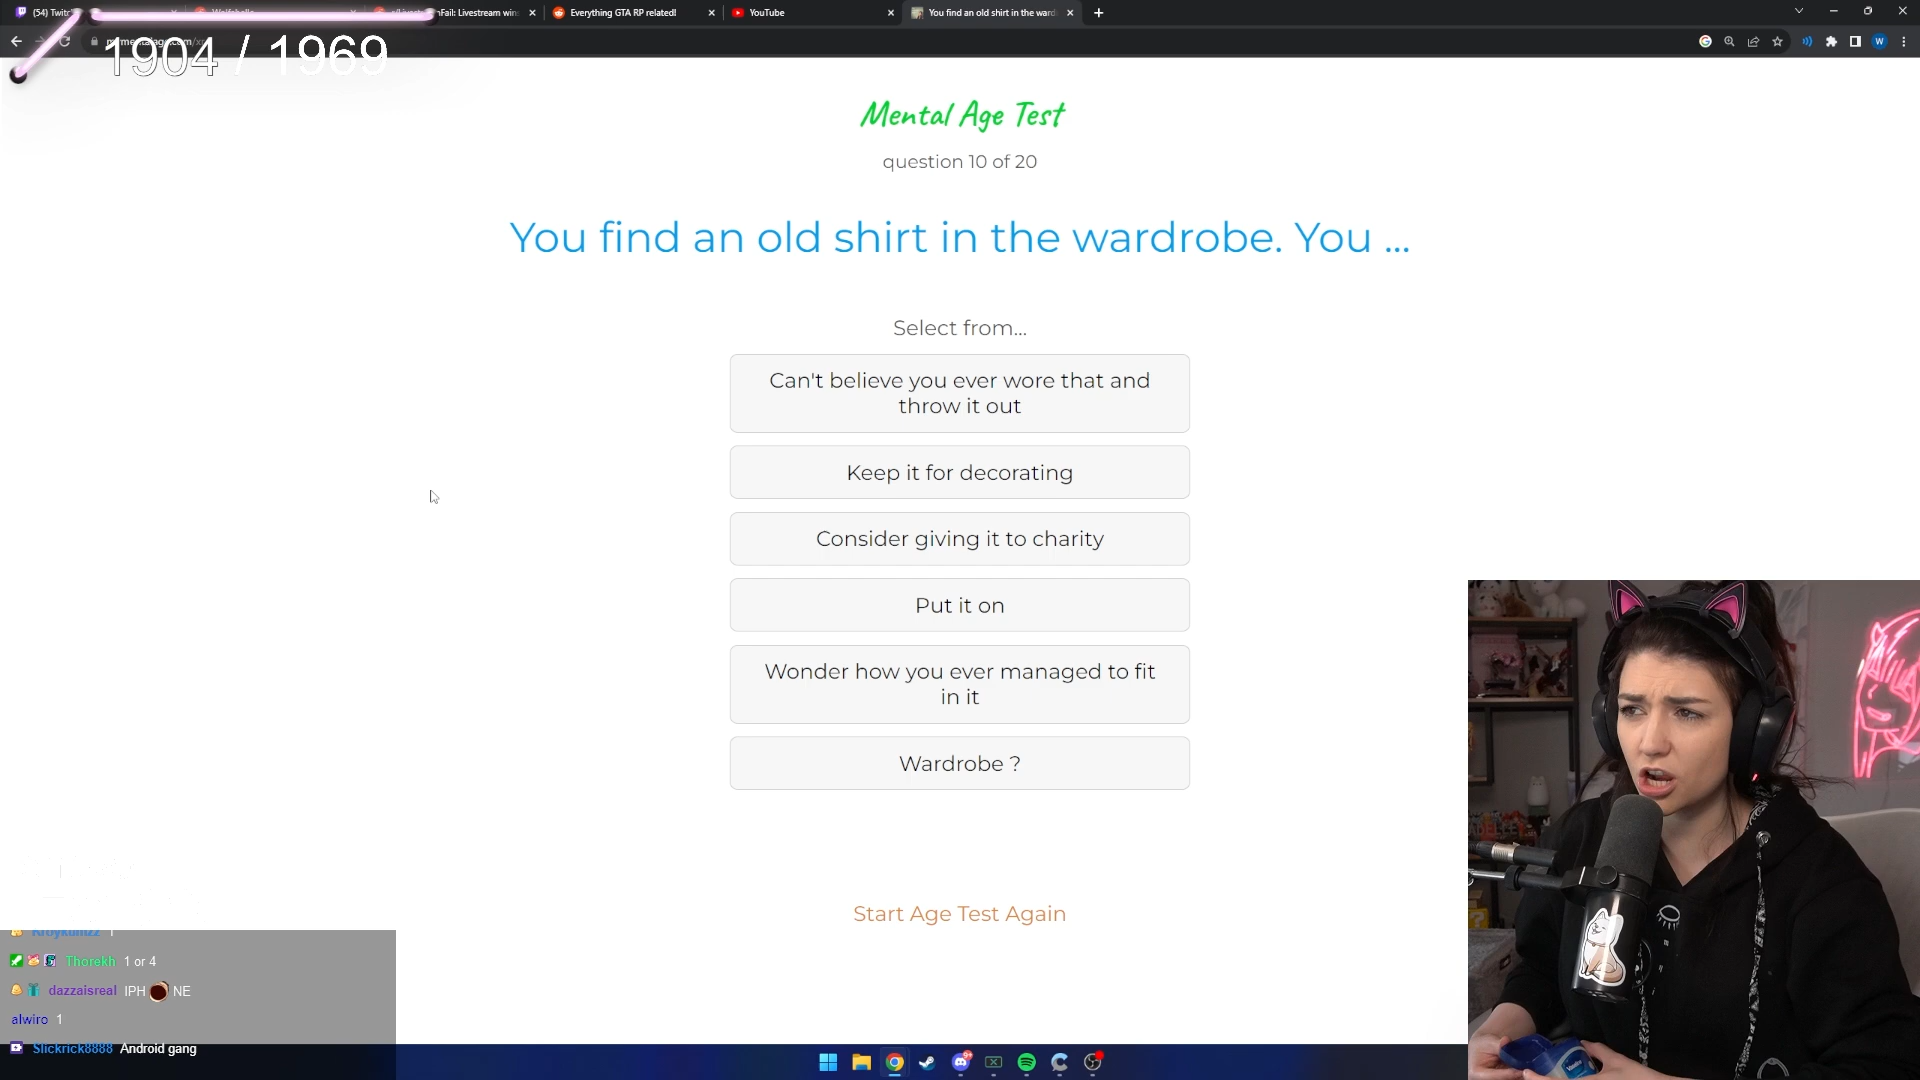 (54) Twitc
Fail: Livestream win
Everything GTA RP related!
YouTube
You find an old shirt in the ward
1904 / 1969
W
Mental Age Test
question 10 of 20
You find an old shirt in the wardrobe. You ...
Select from...
Can't believe you ever wore that and
throw it out
Keep it for decorating
Consider giving it to charity
Put it on
Wonder how you ever managed to fit
in it
Wardrobe ?
Start Age Test Again
Thorekh 1 or 4
dazzaisreal IPH NE
alwiro 1
Slickrick8888 Android gang